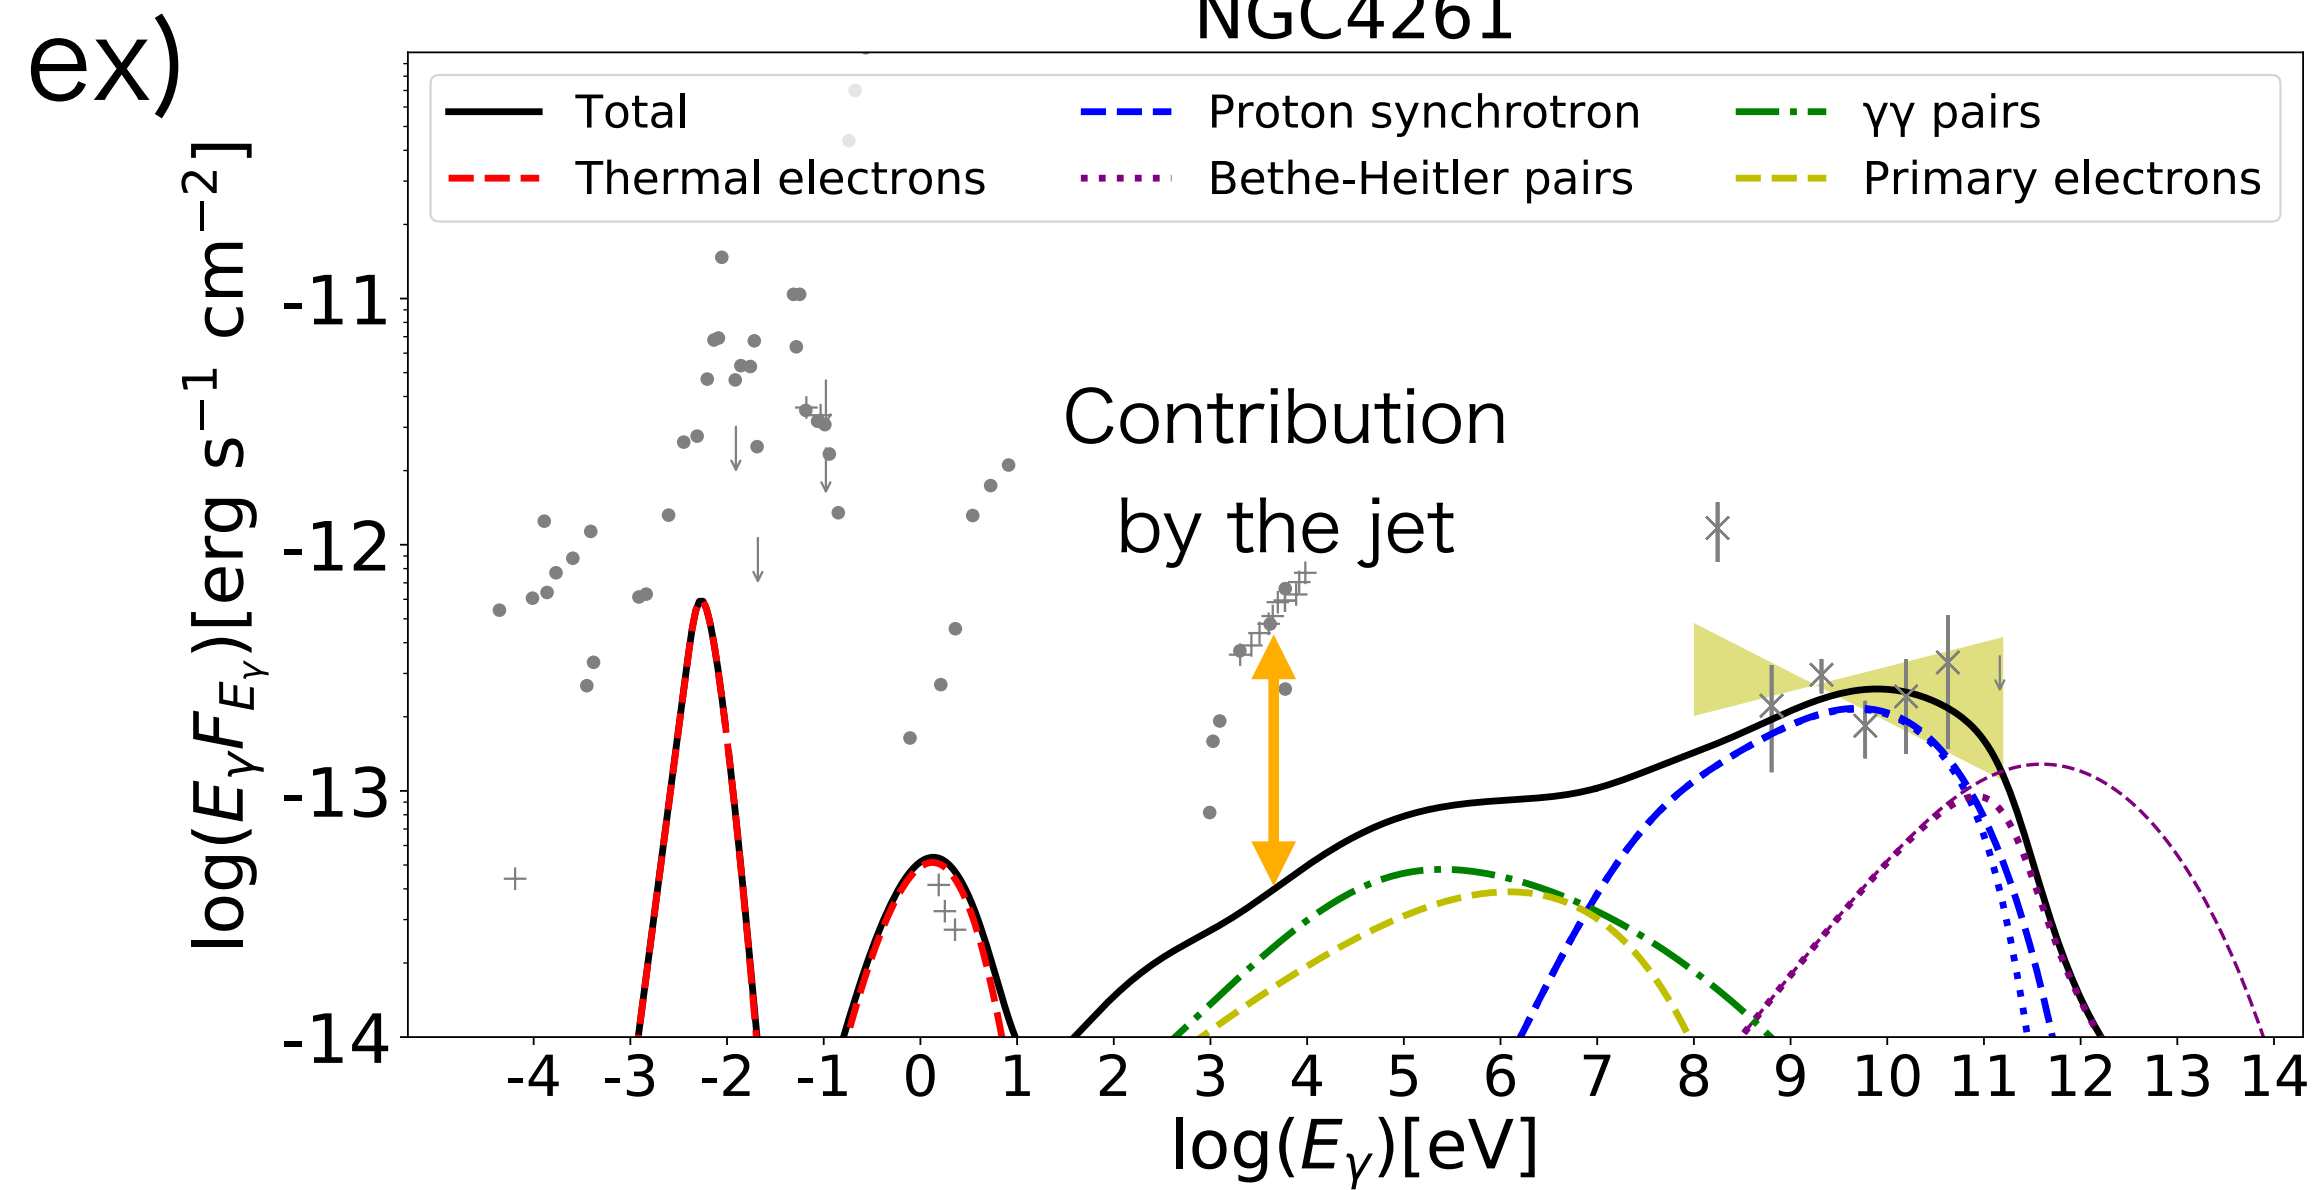 NGC4261
ex)
Total
Thermal electrons
Proton synchrotron
Bethe-Heitler pairs
γγ pairs
Primary electrons
log(E_γF_{E_γ})[erg s⁻¹ cm⁻²]
-11
-12
-13
-14
Contribution
by the jet
-4 -3 -2 -1 0 1 2 3 4 5 6 7 8 9 10 11 12 13 14
log(E_γ)[eV]